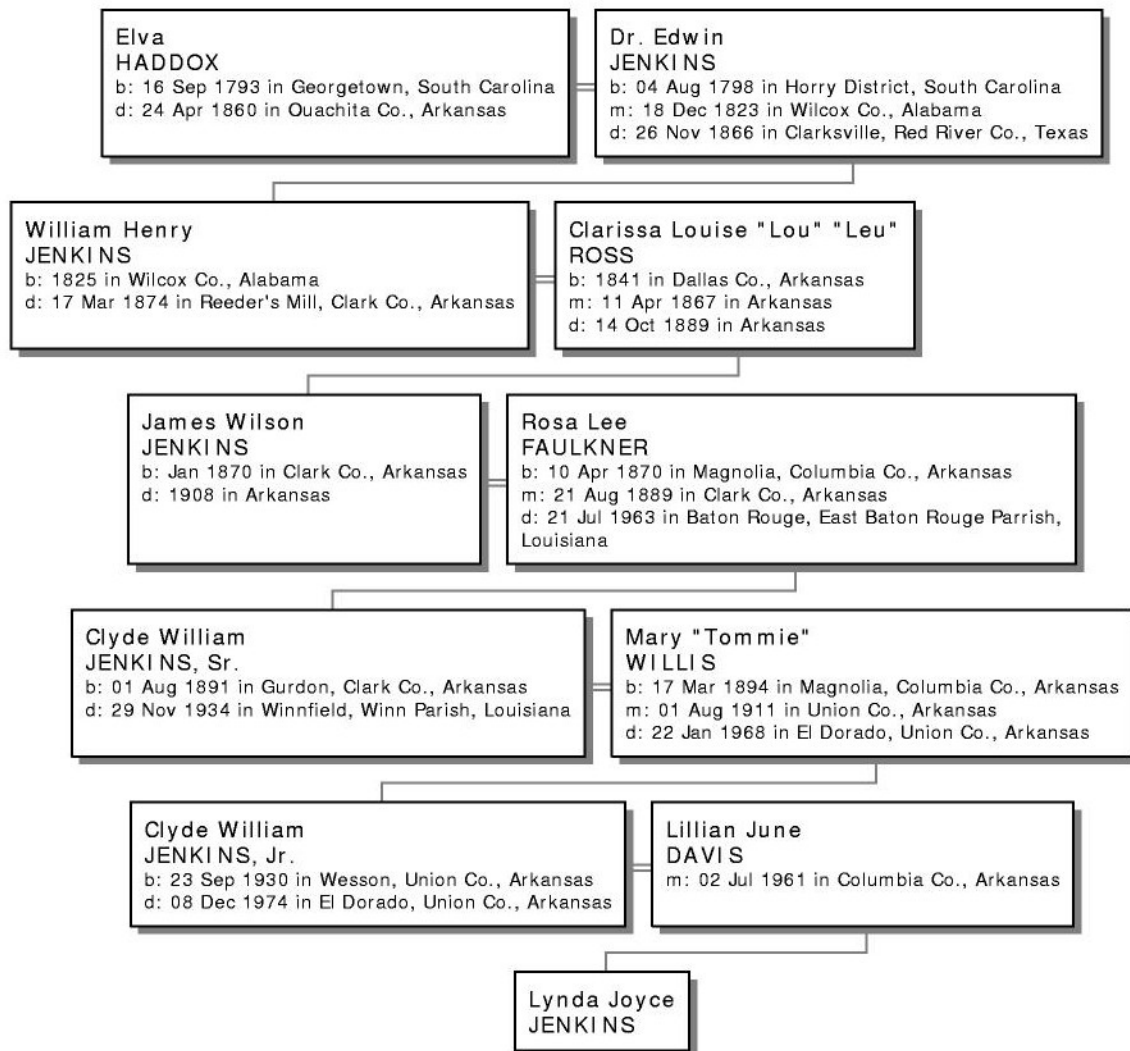 Elva
HADDOX
b: 16 Sep 1793 in Georgetown, South Carolina
d: 24 Apr 1860 in Ouachita Co., Arkansas
Dr. Edwin
JENKINS
b: 04 Aug 1798 in Horry District, South Carolina
m: 18 Dec 1823 in Wilcox Co., Alabama
d: 26 Nov 1866 in Clarksville, Red River Co., Texas
William Henry
JENKINS
b: 1825 in Wilcox Co., Alabama
d: 17 Mar 1874 in Reeder's Mill, Clark Co., Arkansas
Clarissa Louise "Lou" "Leu"
ROSS
b: 1841 in Dallas Co., Arkansas
m: 11 Apr 1867 in Arkansas
d: 14 Oct 1889 in Arkansas
James Wilson
JENKINS
b: Jan 1870 in Clark Co., Arkansas
d: 1908 in Arkansas
Rosa Lee
FAULKNER
b: 10 Apr 1870 in Magnolia, Columbia Co., Arkansas
m: 21 Aug 1889 in Clark Co., Arkansas
d: 21 Jul 1963 in Baton Rouge, East Baton Rouge Parrish,
Louisiana
Clyde William
JENKINS, Sr.
b: 01 Aug 1891 in Gurdon, Clark Co., Arkansas
d: 29 Nov 1934 in Winnfield, Winn Parish, Louisiana
Mary "Tommie"
WILLIS
b: 17 Mar 1894 in Magnolia, Columbia Co., Arkansas
m: 01 Aug 1911 in Union Co., Arkansas
d: 22 Jan 1968 in El Dorado, Union Co., Arkansas
Clyde William
JENKINS, Jr.
b: 23 Sep 1930 in Wesson, Union Co., Arkansas
d: 08 Dec 1974 in El Dorado, Union Co., Arkansas
Lillian June
DAVIS
m: 02 Jul 1961 in Columbia Co., Arkansas
Lynda Joyce
JENKINS